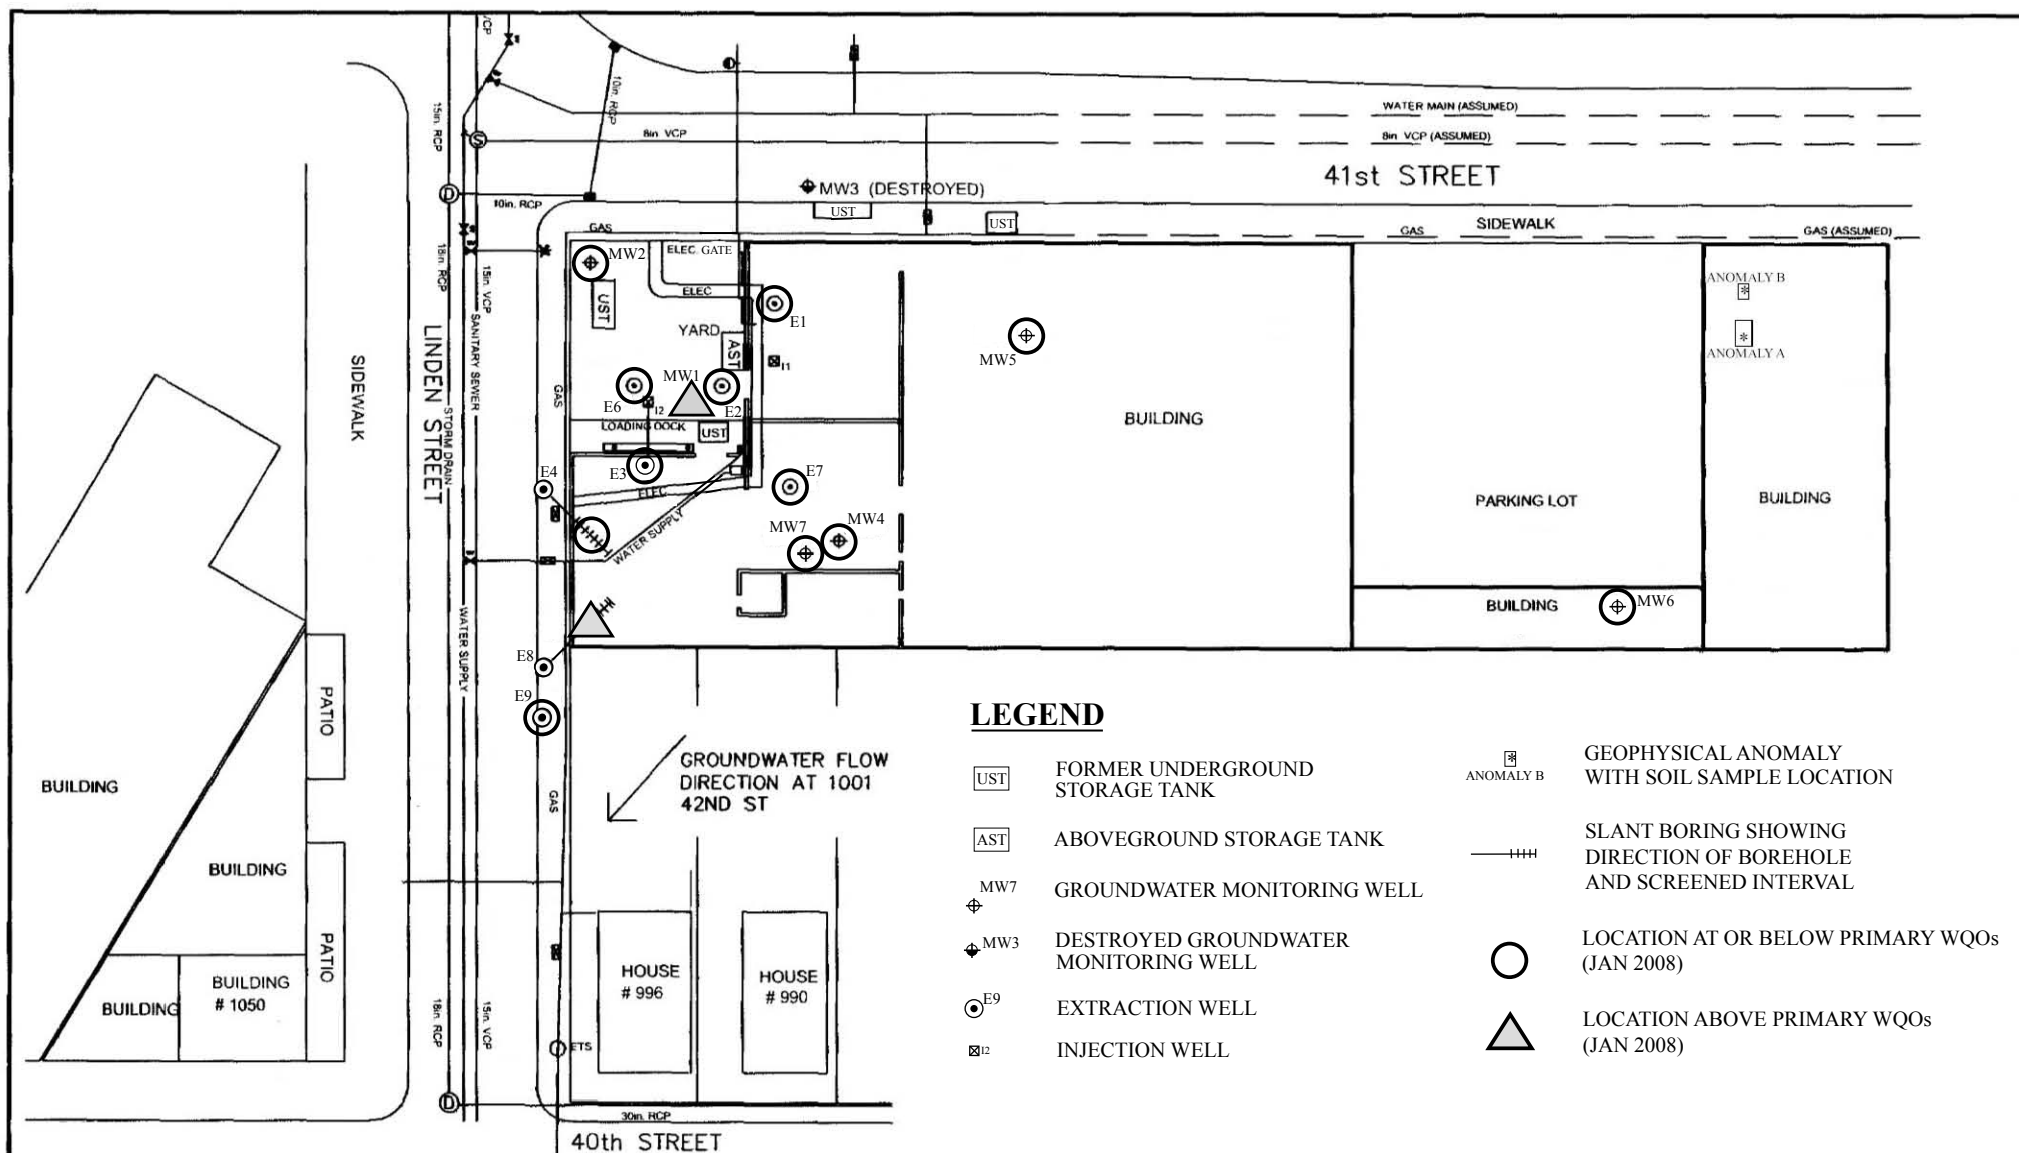 VCP
10in. RCP
15in. RCP
WATER MAIN (ASSUMED)
8in. VCP
8in VCP (ASSUMED)
S
41st STREET
MW3 (DESTROYED)
D
10in. RCP
UST
UST
SIDEWALK
GAS
GAS
GAS (ASSUMED)
MW2
ELEC. GATE
18in. RCP
15in. VCP
ELEC
UST
E1
YARD
AST
I1
MW5
ANOMALY B
ANOMALY A
SANITARY SEWER
LINDEN STREET
STORM DRAIN
SIDEWALK
GAS
MW1
E6
I2
E2
LOADING DOCK
UST
BUILDING
E4
E3
ELEC
E7
WATER SUPPLY
MW7
MW4
PARKING LOT
BUILDING
BUILDING
MW6
WATER SUPPLY
E8
E9
PATIO
BUILDING
GAS
GROUNDWATER FLOW
DIRECTION AT 1001
42ND ST
BUILDING
PATIO
BUILDING
BUILDING
# 1050
18in. RCP
15in. VCP
HOUSE
# 996
HOUSE
# 990
ETS
D
30in. RCP
40th STREET
LEGEND
UST
FORMER UNDERGROUND
STORAGE TANK
AST
ABOVEGROUND STORAGE TANK
MW7
GROUNDWATER MONITORING WELL
MW3
DESTROYED GROUNDWATER
MONITORING WELL
E9
EXTRACTION WELL
I2
INJECTION WELL
ANOMALY B
GEOPHYSICAL ANOMALY
WITH SOIL SAMPLE LOCATION
SLANT BORING SHOWING
DIRECTION OF BOREHOLE
AND SCREENED INTERVAL
LOCATION AT OR BELOW PRIMARY WQOs
(JAN 2008)
LOCATION ABOVE PRIMARY WQOs
(JAN 2008)